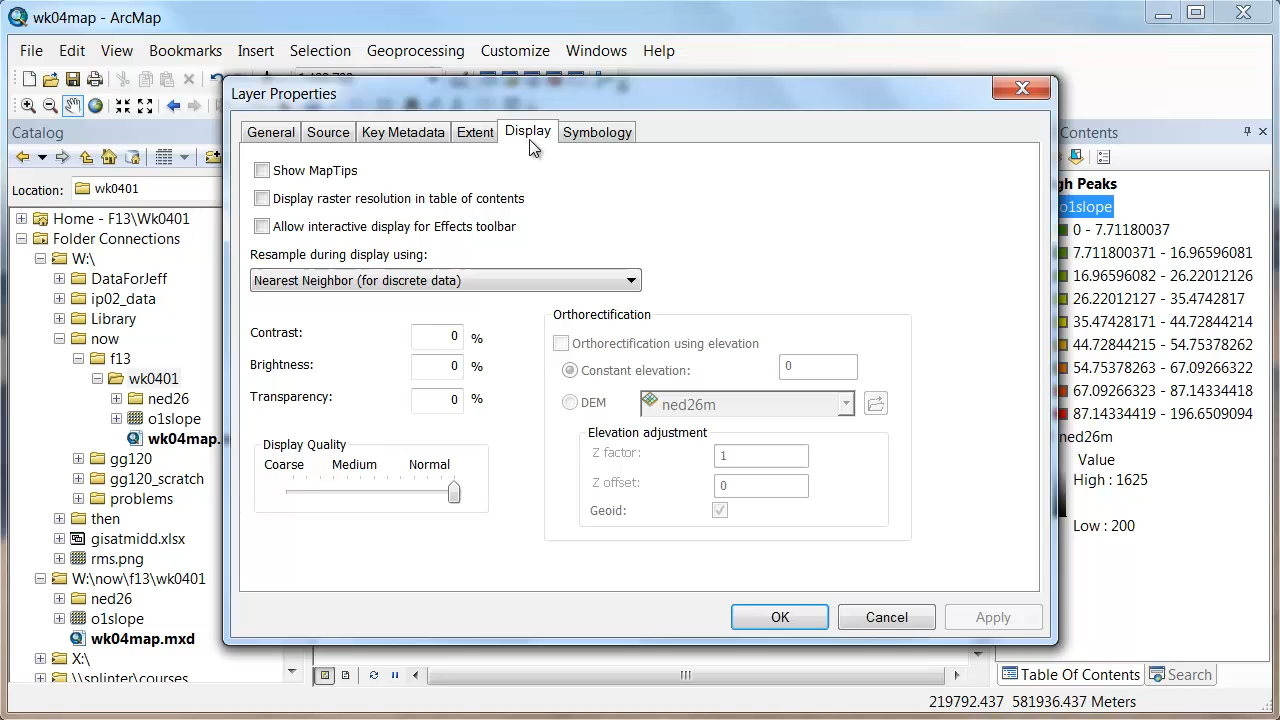 wk04map - ArcMap
File Edit View Bookmarks Insert Selection Geoprocessing Customize Windows Help
Layer Properties
General Source Key Metadata Extent Display Symbology
Catalog
Location: wk0401
Home - F13\Wk0401
Folder Connections
W:\
DataForJeff
ip02_data
Library
now
f13
wk0401
ned26
o1slope
wk04map.
gg120
gg120_scratch
problems
then
gisatmidd.xlsx
rms.png
W:\now\f13\wk0401
ned26
o1slope
wk04map.mxd
X:\
\\splinter\courses
Show MapTips
Display raster resolution in table of contents
Allow interactive display for Effects toolbar
Resample during display using:
Nearest Neighbor (for discrete data)
Contrast: 0 %
Brightness: 0 %
Transparency: 0 %
Display Quality
Coarse Medium Normal
Orthorectification
Orthorectification using elevation
Constant elevation: 0
DEM ned26m
Elevation adjustment
Z factor: 1
Z offset: 0
Geoid:
OK Cancel Apply
Contents
gh Peaks
o1slope
0 - 7.71180037
7.711800371 - 16.96596081
16.96596082 - 26.22012126
26.22012127 - 35.4742817
35.47428171 - 44.72844214
44.72844215 - 54.75378262
54.75378263 - 67.09266322
67.09266323 - 87.14334418
87.14334419 - 196.6509094
ned26m
Value
High : 1625
Low : 200
Table Of Contents Search
219792.437 581936.437 Meters